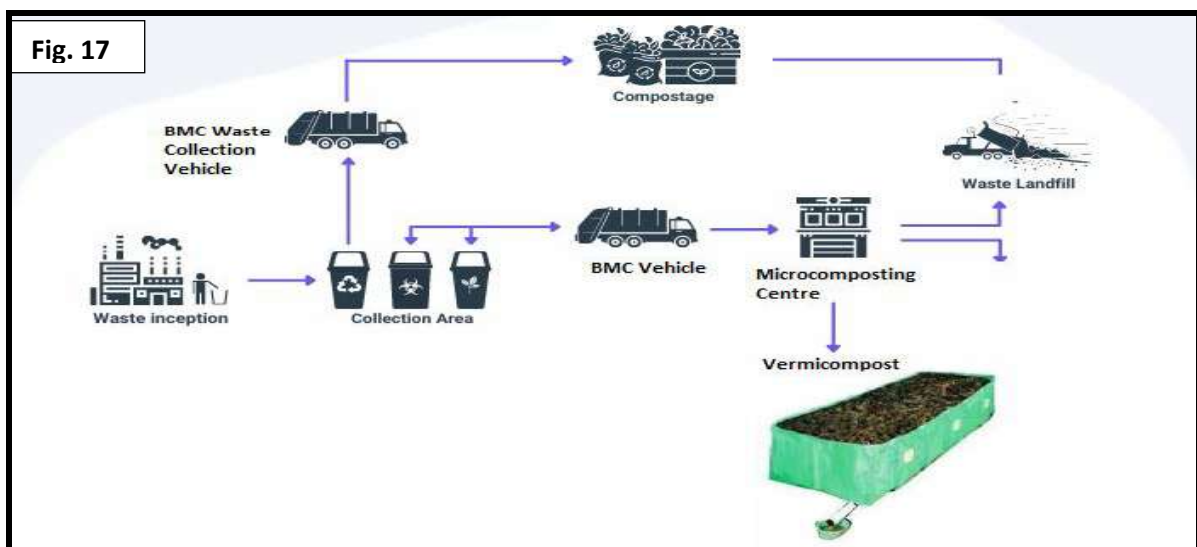 Fig. 17
Compostage
BMC Waste
Collection
Vehicle
Waste Landfill
BMC Vehicle
Microcomposting
Centre
Waste inception
Collection Area
Vermicompost